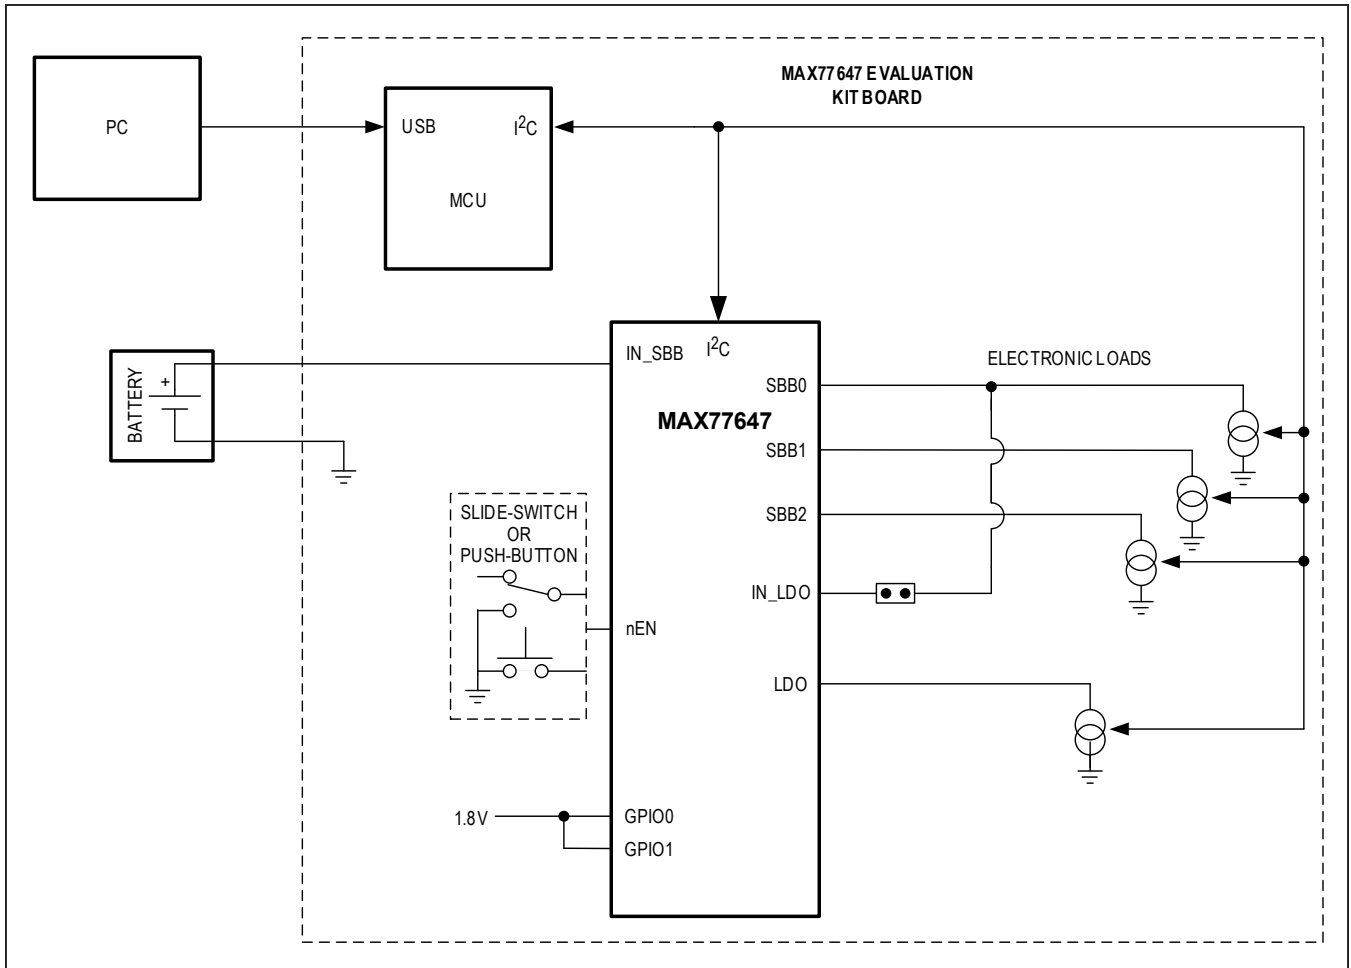 MAX77647 EVALUATION
KIT BOARD
PC
USB
I²C
MCU
BATTERY
+
IN_SBB
I²C
MAX77647
ELECTRONIC LOADS
SBB0
SBB1
SBB2
IN_LDO
LDO
SLIDE-SWITCH
OR
PUSH-BUTTON
nEN
1.8V
GPIO0
GPIO1